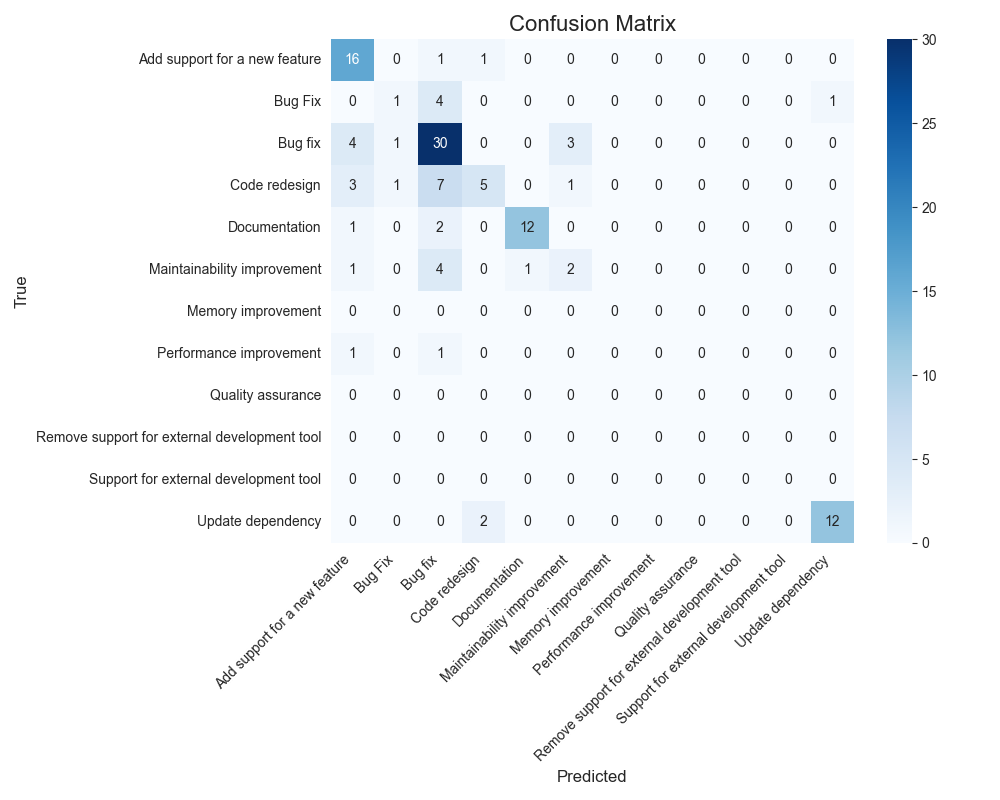 Confusion Matrix
Add support for a new feature 16 0 1 1 0 0 0 0 0 0 0 0
Bug Fix 0 1 4 0 0 0 0 0 0 0 0 1
Bug fix 4 1 30 0 0 3 0 0 0 0 0 0
Code redesign 3 1 7 5 0 1 0 0 0 0 0 0
Documentation 1 0 2 0 12 0 0 0 0 0 0 0
Maintainability improvement 1 0 4 0 1 2 0 0 0 0 0 0
Memory improvement 0 0 0 0 0 0 0 0 0 0 0 0
Performance improvement 1 0 1 0 0 0 0 0 0 0 0 0
Quality assurance 0 0 0 0 0 0 0 0 0 0 0 0
Remove support for external development tool 0 0 0 0 0 0 0 0 0 0 0 0
Support for external development tool 0 0 0 0 0 0 0 0 0 0 0 0
Update dependency 0 0 0 2 0 0 0 0 0 0 0 12
True
Add support for a new feature
Bug Fix
Bug fix
Code redesign
Documentation
Maintainability improvement
Memory improvement
Performance improvement
Quality assurance
Remove support for external development tool
Support for external development tool
Update dependency
Predicted
30
25
20
15
10
5
0